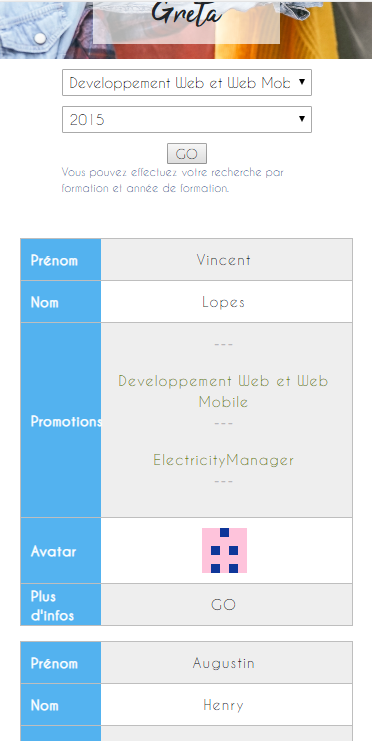 Greta
Developpement Web et Web Mob
2015
GO
Vous pouvez effectuez votre recherche par
formation et année de formation.
Prénom
Vincent
Nom
Lopes
Promotions
---
Developpement Web et Web
Mobile
---
ElectricityManager
---
Avatar
Plus
d'infos
GO
Prénom
Augustin
Nom
Henry